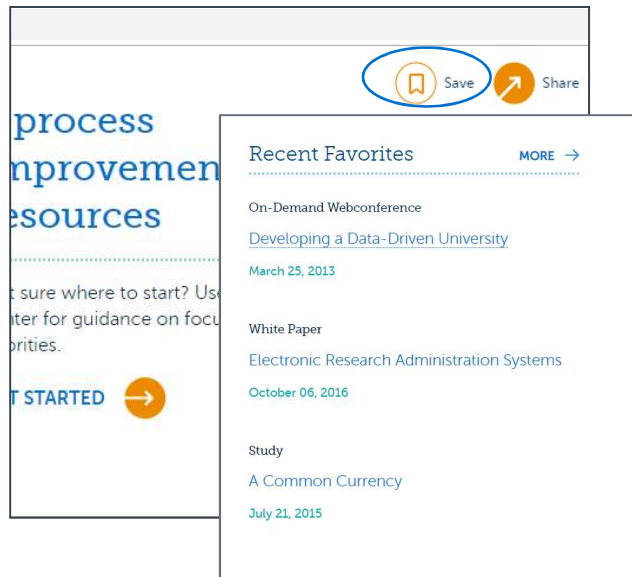 Save
Share
process
mprovemen
esources
t sure where to start? Use
nter for guidance on focu
orities.
T STARTED
Recent Favorites
MORE
On-Demand Webconference
Developing a Data-Driven University
March 25, 2013
White Paper
Electronic Research Administration Systems
October 06, 2016
Study
A Common Currency
July 21, 2015